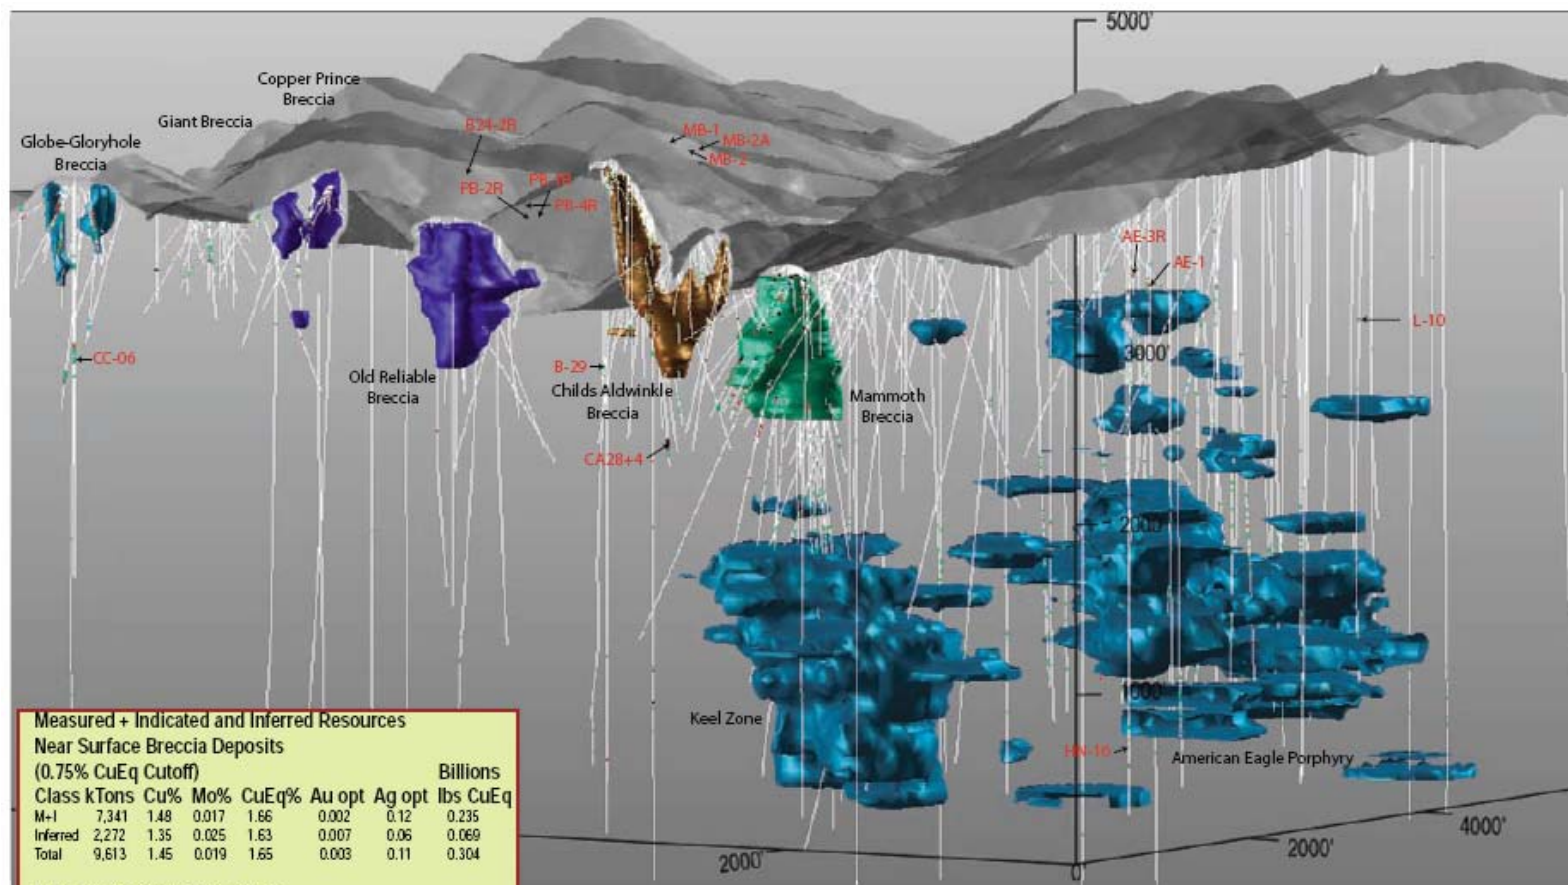 5000'
Copper Prince
Breccia
Giant Breccia
Globe-Gloryhole
Breccia
B24-2R
MB-1
MB-2A
MB-2
PB-2R
PB-4R
AE-3R
AE-1
L-10
3000'
CC-06
Old Reliable
Breccia
B-29
Childs Aldwinkle
Breccia
Mammoth
Breccia
CA28+4
2000'
1000'
Keel Zone
HN-16
American Eagle Porphyry
Measured + Indicated and Inferred Resources
Near Surface Breccia Deposits
(0.75% CuEq Cutoff) Billions
Class kTons Cu% Mo% CuEq% Au opt Ag opt lbs CuEq
M+I 7,341 1.48 0.017 1.66 0.002 0.12 0.235
Inferred 2,272 1.35 0.025 1.63 0.007 0.06 0.069
Total 9,613 1.45 0.019 1.65 0.003 0.11 0.304
2000'
0'
2000'
4000'